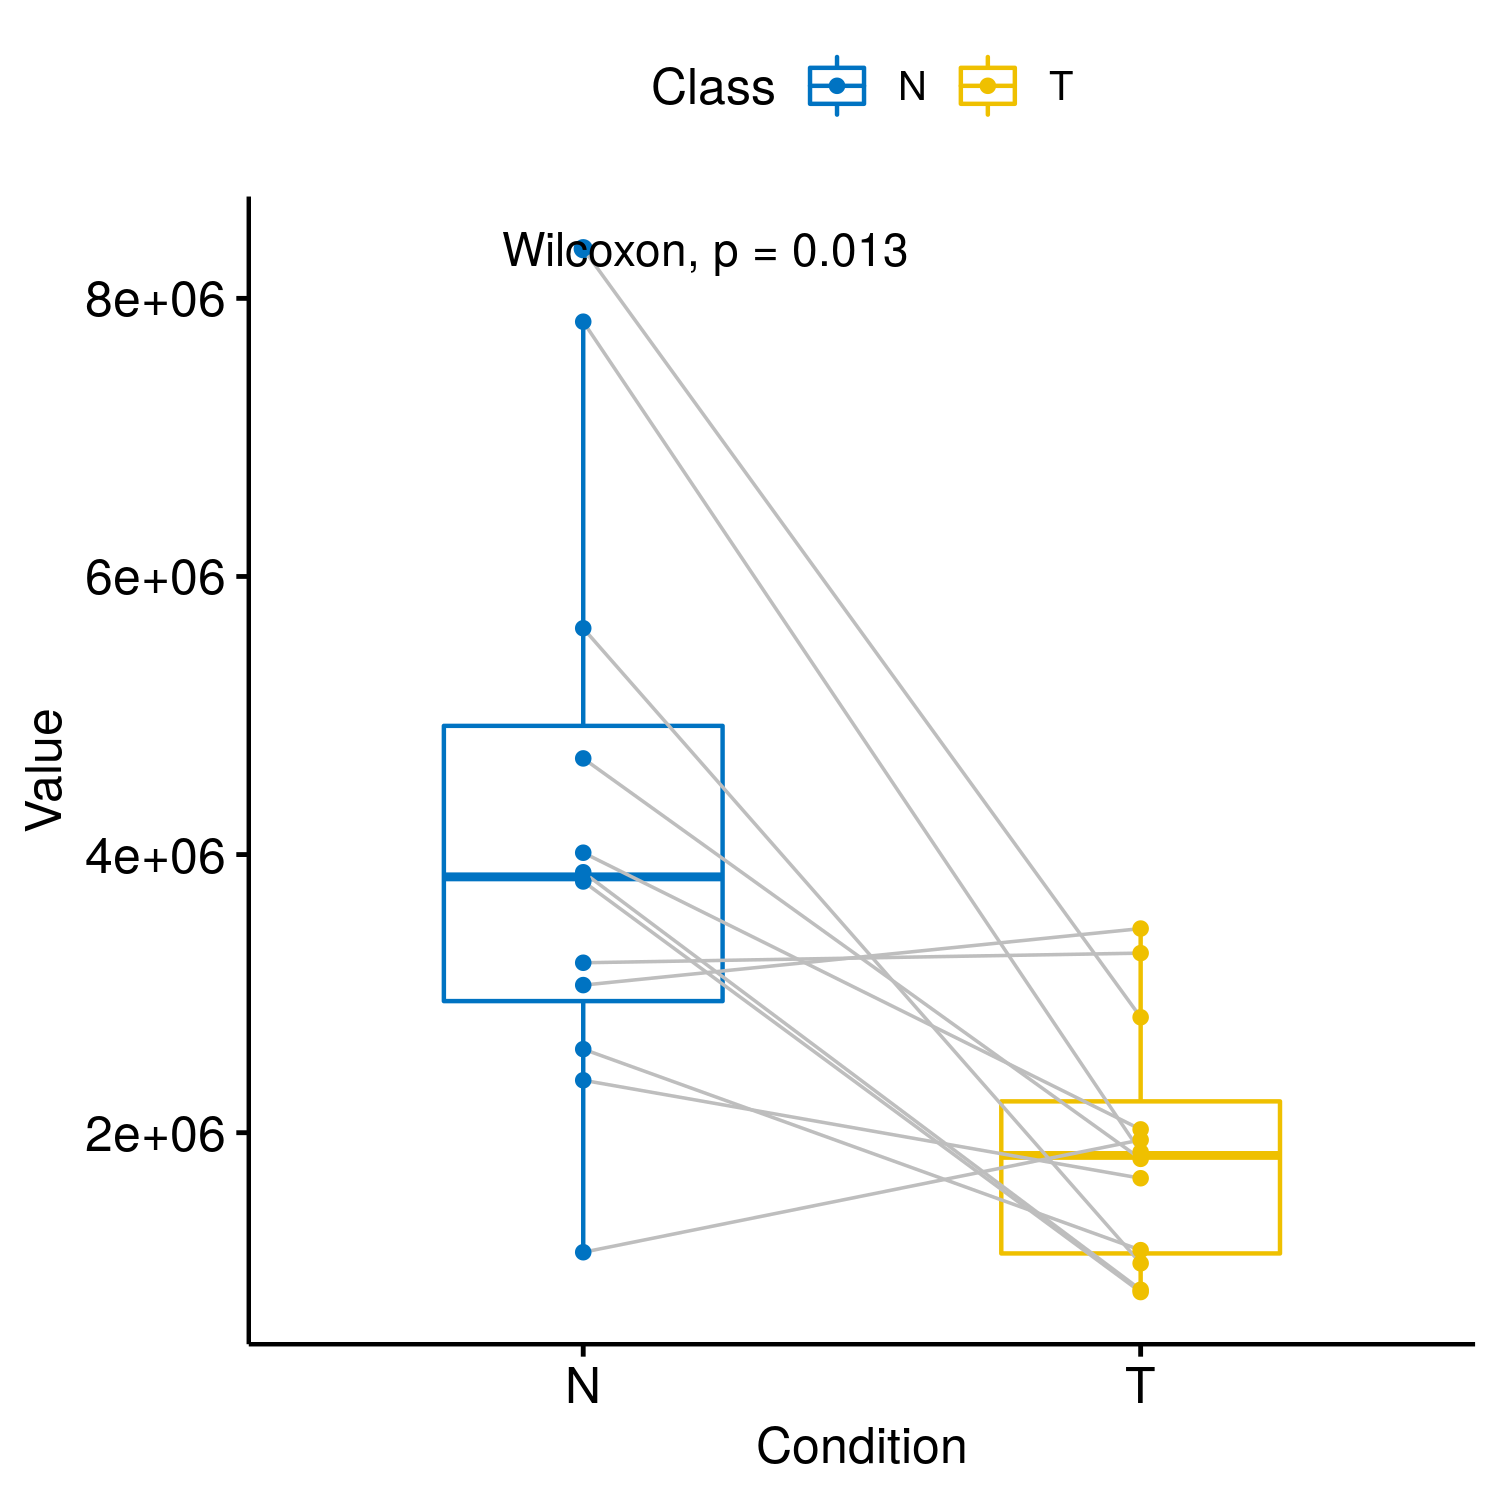 Class N T
Wilcoxon, p = 0.013
8e+06
6e+06
4e+06
2e+06
Value
N T
Condition